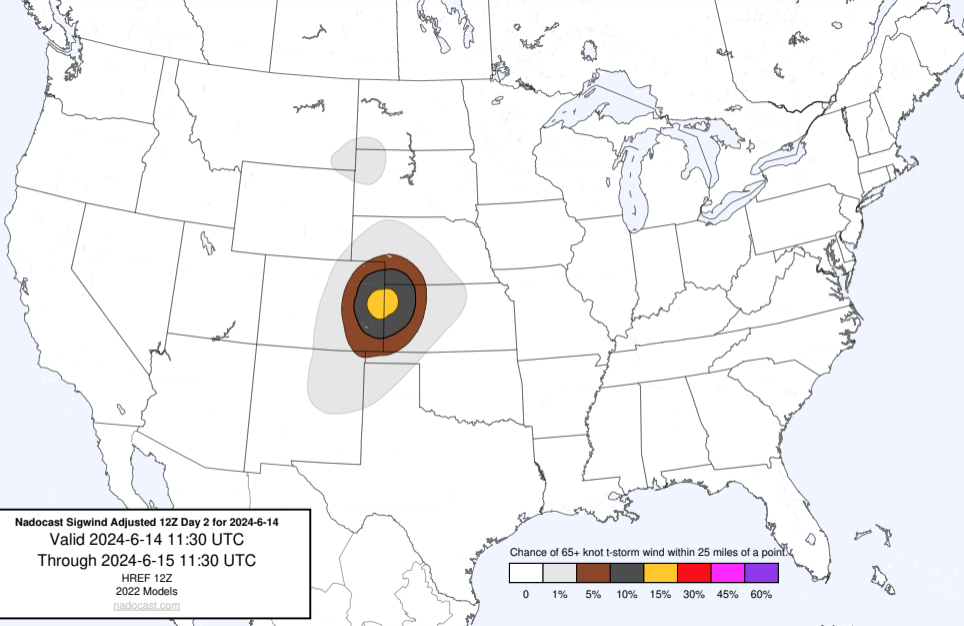 Nadocast Sigwind Adjusted 12Z Day 2 for 2024-6-14
Valid 2024-6-14 11:30 UTC
Through 2024-6-15 11:30 UTC
HREF 12Z
2022 Models
nadocast.com
Chance of 65+ knot t-storm wind within 25 miles of a point.
0 1% 5% 10% 15% 30% 45% 60%